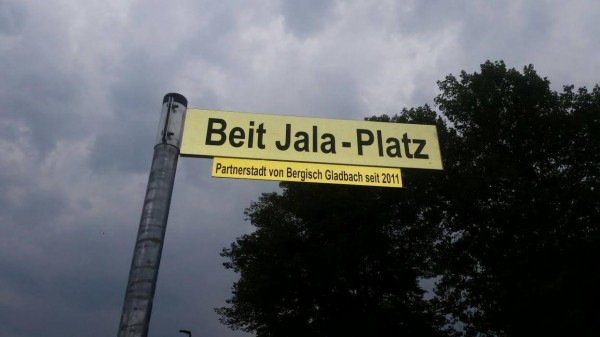 Beit Jala-Platz
Partnerstadt von Bergisch Gladbach seit 2011